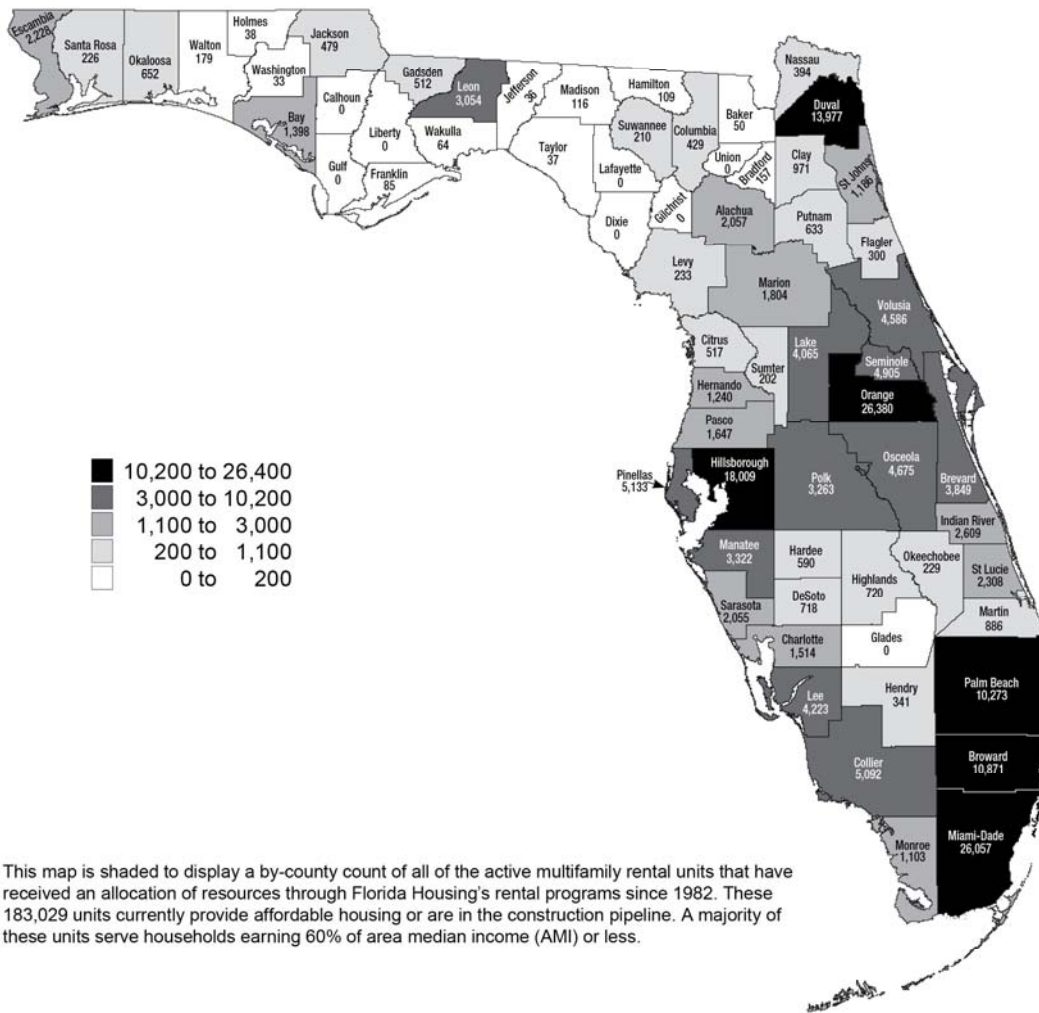 Escambia
2,228
Santa Rosa
226
Okaloosa
652
Walton
179
Holmes
38
Washington
33
Jackson
479
Bay
1,398
Calhoun
0
Gulf
0
Liberty
0
Gadsden
512
Franklin
85
Leon
3,054
Wakulla
64
Jefferson
36
Madison
116
Taylor
37
Hamilton
109
Suwannee
210
Lafayette
0
Dixie
0
Columbia
429
Gilchrist
0
Baker
50
Union
0
Bradford
157
Nassau
394
Duval
13,977
Clay
971
St Johns
1,186
Alachua
2,057
Putnam
633
Flagler
300
Levy
233
Marion
1,804
Volusia
4,586
Citrus
517
Sumter
202
Lake
4,065
Seminole
4,905
Hernando
1,240
Orange
26,380
Pasco
1,647
Pinellas
5,133
Hillsborough
18,009
Polk
3,263
Osceola
4,675
Brevard
3,849
Indian River
2,609
Manatee
3,322
Hardee
590
Highlands
720
Okeechobee
229
St Lucie
2,308
Sarasota
2,055
DeSoto
718
Martin
886
Charlotte
1,514
Glades
0
Lee
4,223
Hendry
341
Palm Beach
10,273
Collier
5,092
Broward
10,871
Monroe
1,103
Miami-Dade
26,057
10,200 to 26,400
3,000 to 10,200
1,100 to 3,000
200 to 1,100
0 to 200
This map is shaded to display a by-county count of all of the active multifamily rental units that have
received an allocation of resources through Florida Housing's rental programs since 1982. These
183,029 units currently provide affordable housing or are in the construction pipeline. A majority of
these units serve households earning 60% of area median income (AMI) or less.